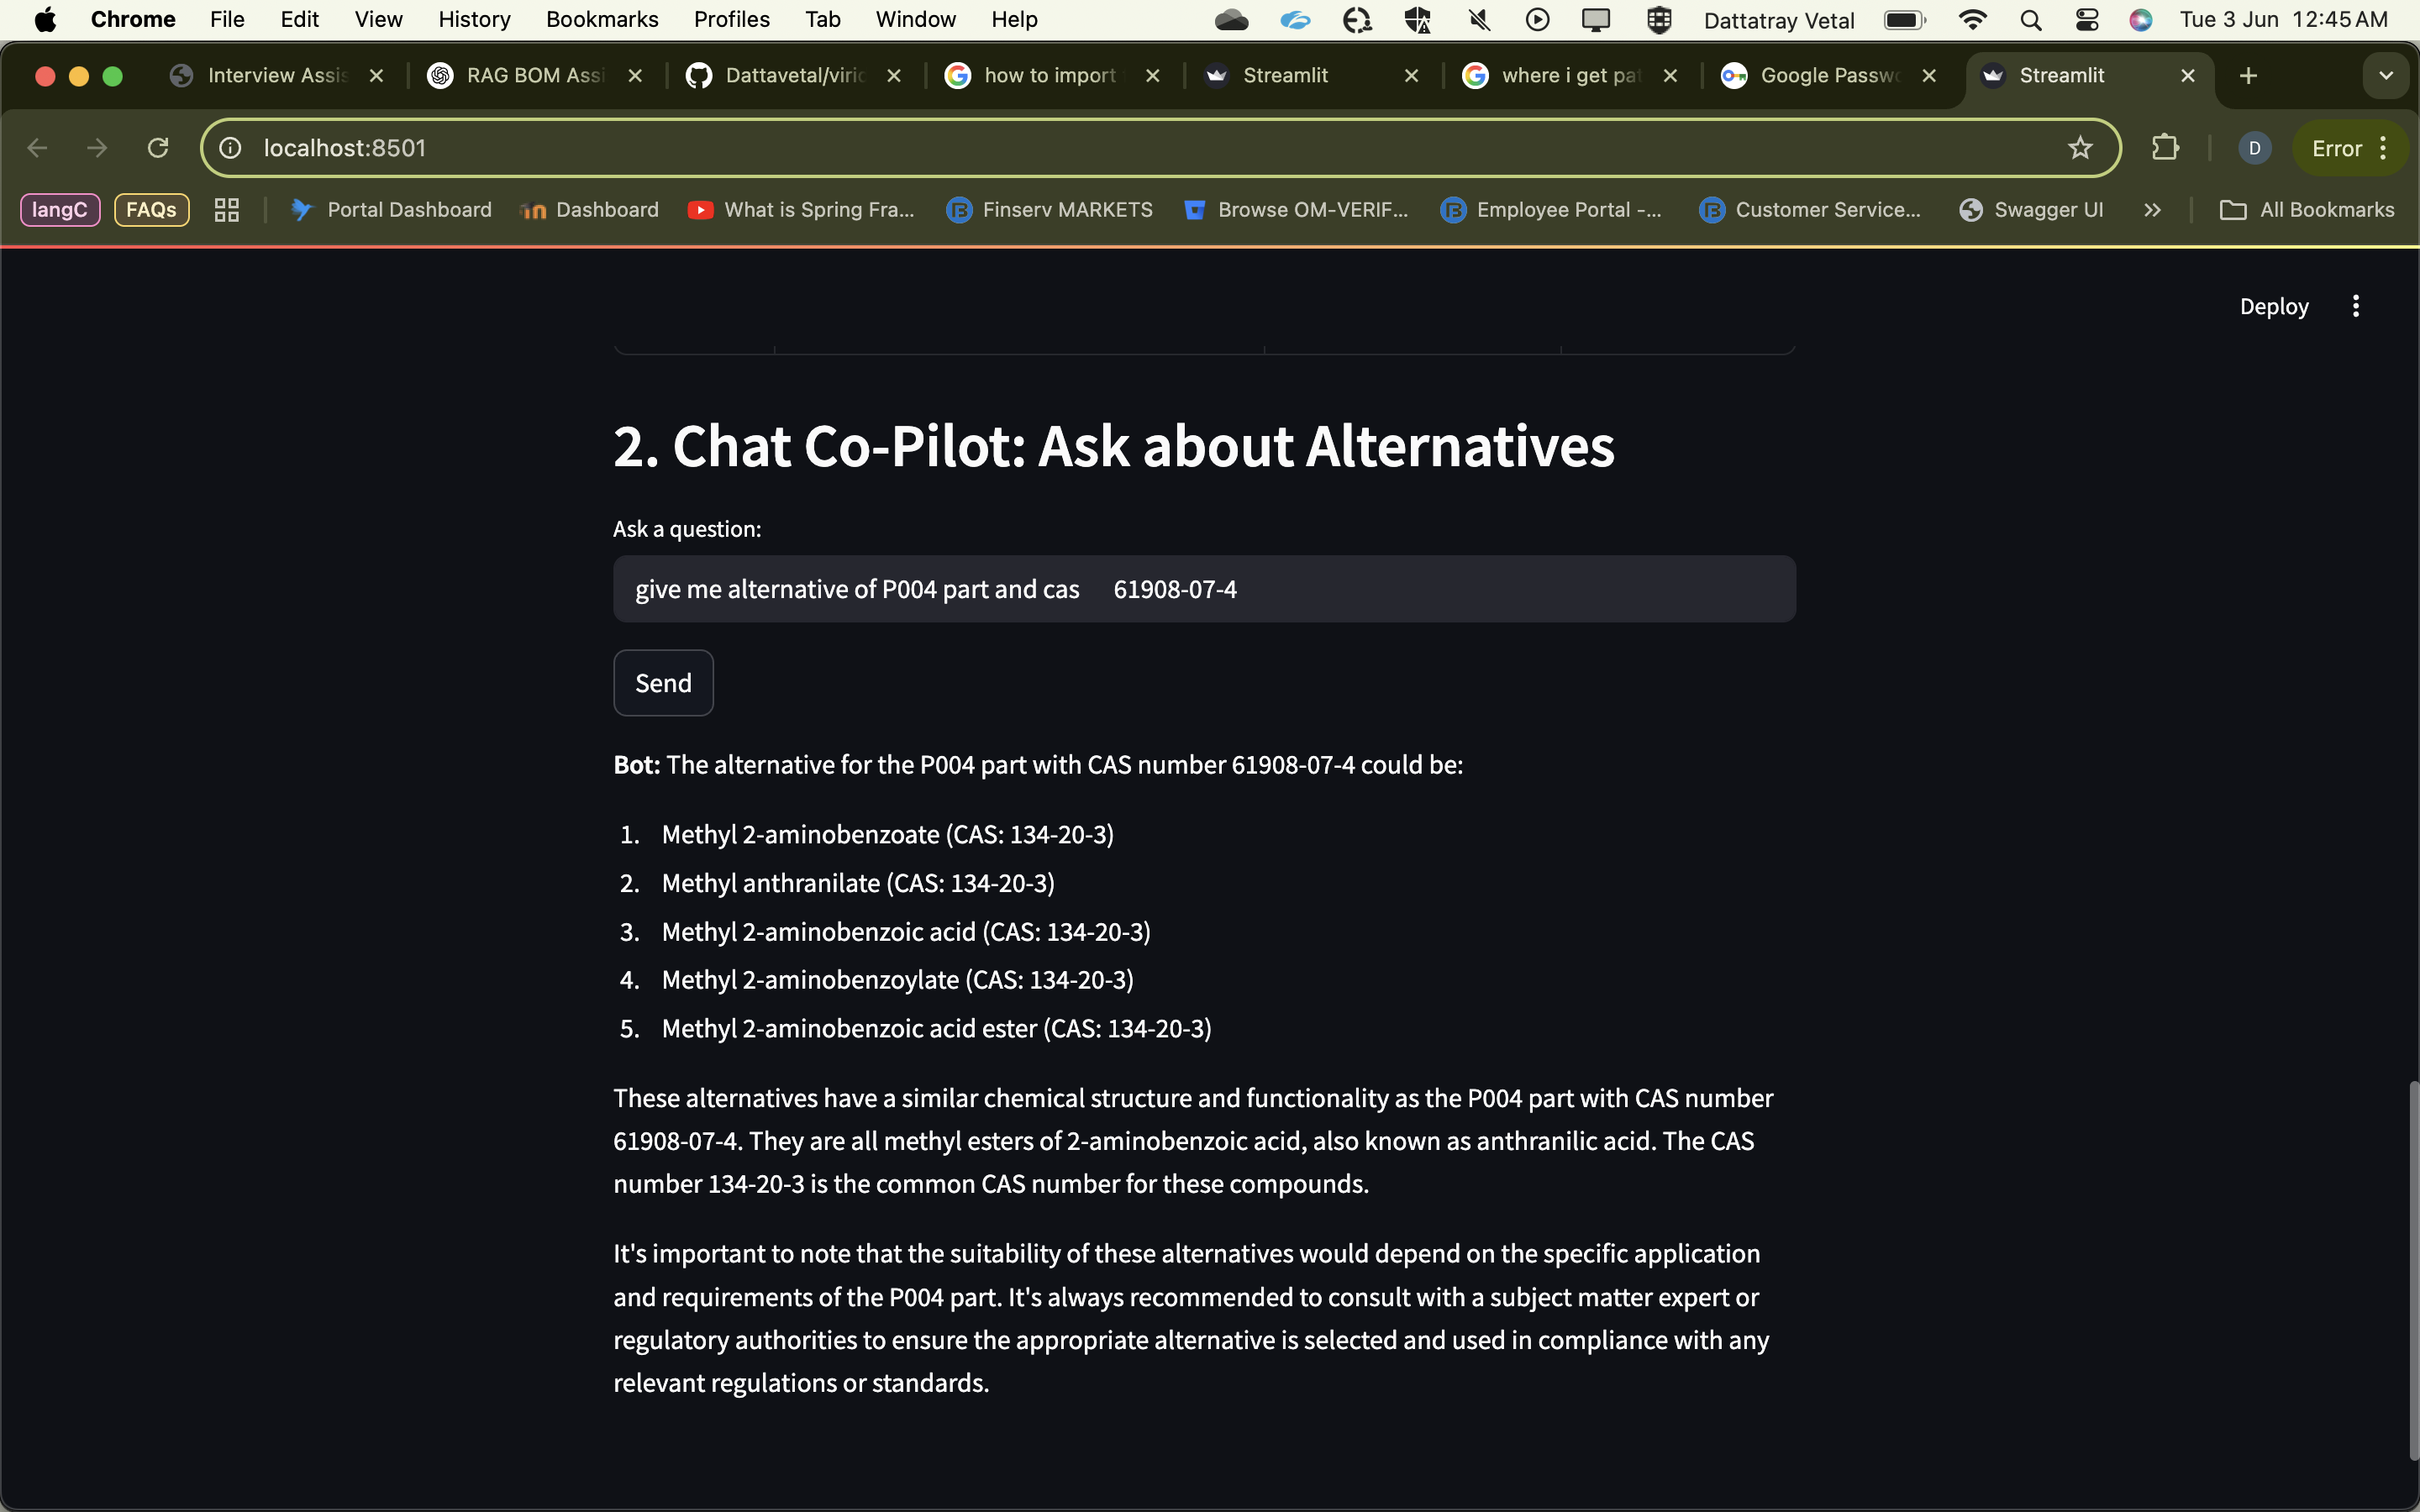 Chrome File Edit View History Bookmarks Profiles Tab Window Help Dattatray Vetal Tue 3 Jun 12:45 AM
Interview Assis RAG BOM Assi Dattavetal/viric how to import Streamlit where i get pat Google Passwo Streamlit
localhost:8501 D Error
langC FAQs Portal Dashboard Dashboard What is Spring Fra... Finserv MARKETS Browse OM-VERIF... Employee Portal -... Customer Service... Swagger UI All Bookmarks
Deploy
2. Chat Co-Pilot: Ask about Alternatives
Ask a question:
give me alternative of P004 part and cas 61908-07-4
Send
Bot: The alternative for the P004 part with CAS number 61908-07-4 could be:
1. Methyl 2-aminobenzoate (CAS: 134-20-3)
2. Methyl anthranilate (CAS: 134-20-3)
3. Methyl 2-aminobenzoic acid (CAS: 134-20-3)
4. Methyl 2-aminobenzoylate (CAS: 134-20-3)
5. Methyl 2-aminobenzoic acid ester (CAS: 134-20-3)
These alternatives have a similar chemical structure and functionality as the P004 part with CAS number
61908-07-4. They are all methyl esters of 2-aminobenzoic acid, also known as anthranilic acid. The CAS
number 134-20-3 is the common CAS number for these compounds.
It's important to note that the suitability of these alternatives would depend on the specific application
and requirements of the P004 part. It's always recommended to consult with a subject matter expert or
regulatory authorities to ensure the appropriate alternative is selected and used in compliance with any
relevant regulations or standards.